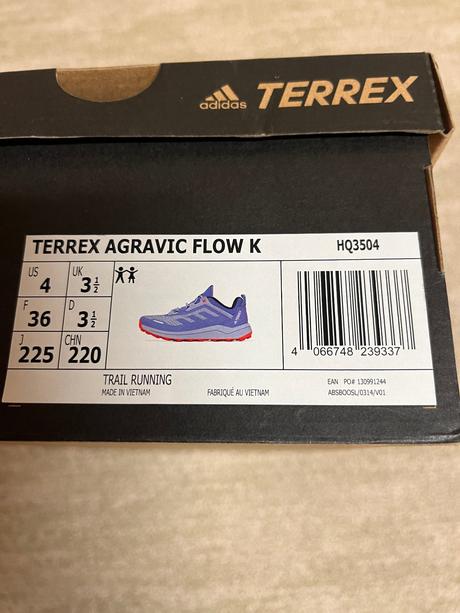 adidas TERREX
TERREX AGRAVIC FLOW K HQ3504
US UK
4 3½
F D
36 3½
J CHN
225 220
4 066748 239337
TRAIL RUNNING
MADE IN VIETNAM FABRIQUÉ AU VIETNAM
EAN PO# 130991244
ABSBOOSL/0314/V01